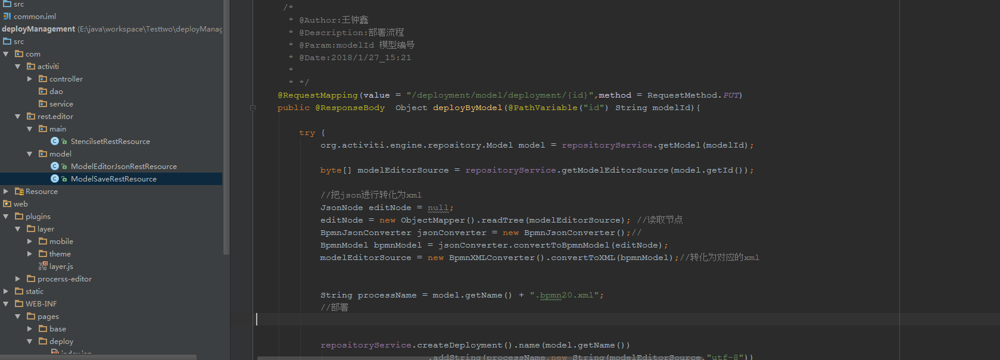 src
common.iml
deployManagement (E:\java\workspace\Testtwo\deployManag
src
com
activiti
controller
dao
service
rest.editor
main
StencilsetRestResource
model
ModelEditorJsonRestResource
ModelSaveRestResource
Resource
web
plugins
layer
mobile
theme
layer.js
procerss-editor
static
WEB-INF
pages
base
deploy
index.jsp
/*
* @Author:王钟鑫
* @Description:部署流程
* @Param:modelId 模型编号
* @Date:2018/1/27_15:21
*
* */
@RequestMapping(value = "/deployment/model/deployment/{id}",method = RequestMethod.PUT)
public @ResponseBody  Object deployByModel(@PathVariable("id") String modelId){
try {
org.activiti.engine.repository.Model model = repositoryService.getModel(modelId);
byte[] modelEditorSource = repositoryService.getModelEditorSource(model.getId());
//把json进行转化为xml
JsonNode editNode = null;
editNode = new ObjectMapper().readTree(modelEditorSource); //读取节点
BpmnJsonConverter jsonConverter = new BpmnJsonConverter();//
BpmnModel bpmnModel = jsonConverter.convertToBpmnModel(editNode);
modelEditorSource = new BpmnXMLConverter().convertToXML(bpmnModel);//转化为对应的xml
String processName = model.getName() + ".bpmn20.xml";
//部署
repositoryService.createDeployment().name(model.getName())
.addString(processName,new String(modelEditorSource,"utf-8"))